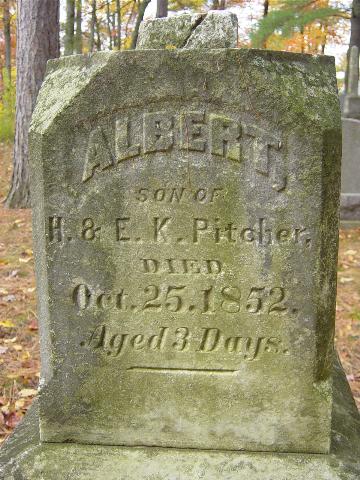 ALBERT,
SON OF
H. & E. K. Pitcher,
DIED
Oct. 25. 1852.
Aged 3 Days.